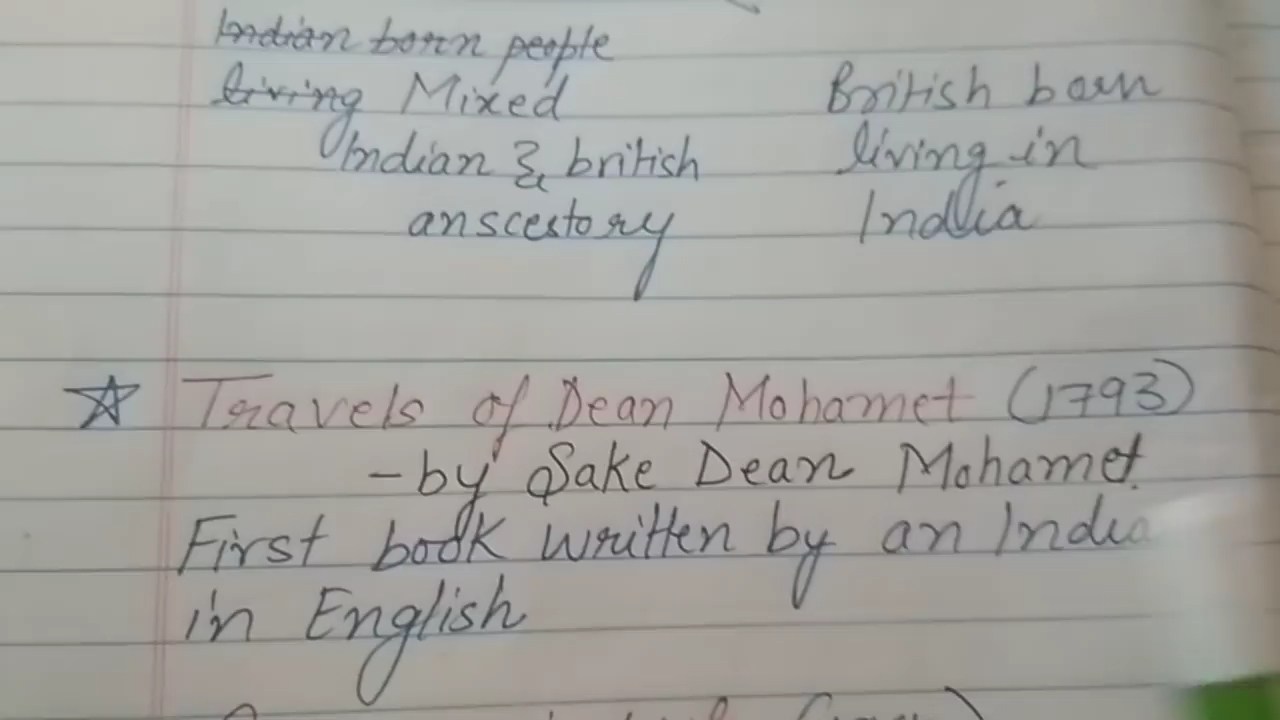 Indian born people
living Mixed
Indian & british
anscestory
British born
living in
India
☆ Travels of Dean Mohamet (1793)
- by Sake Dean Mohamet.
First book written by an India
in English